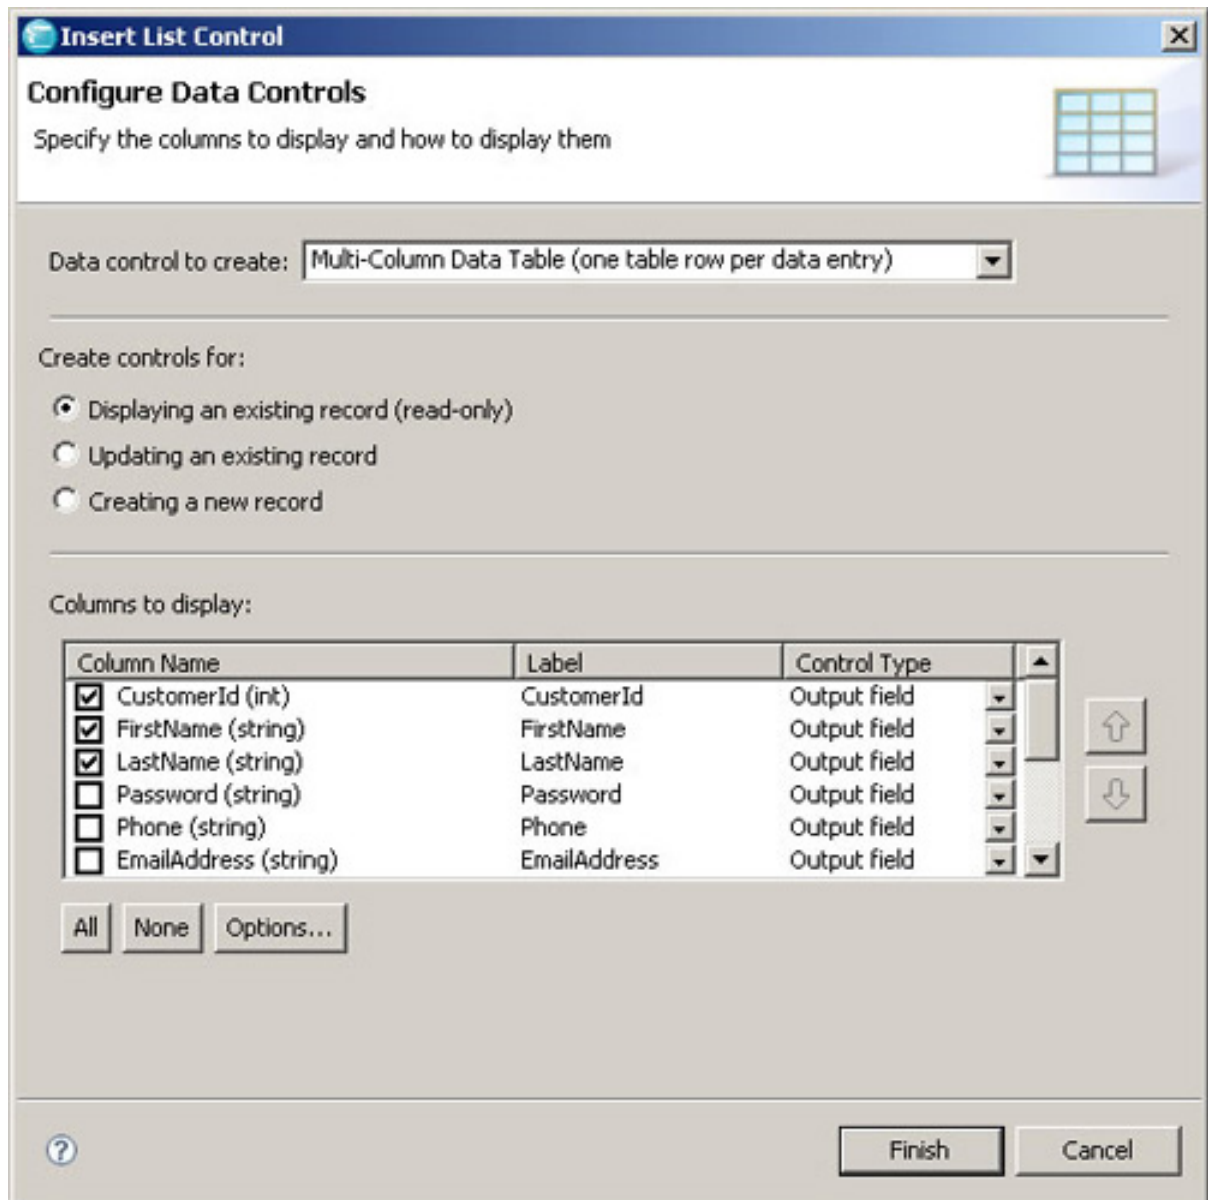 Insert List Control
Configure Data Controls
Specify the columns to display and how to display them
Data control to create: Multi-Column Data Table (one table row per data entry)
Create controls for:
Displaying an existing record (read-only)
Updating an existing record
Creating a new record
Columns to display:
Column Name Label Control Type
CustomerId (int) CustomerId Output field
FirstName (string) FirstName Output field
LastName (string) LastName Output field
Password (string) Password Output field
Phone (string) Phone Output field
EmailAddress (string) EmailAddress Output field
All None Options...
? Finish Cancel